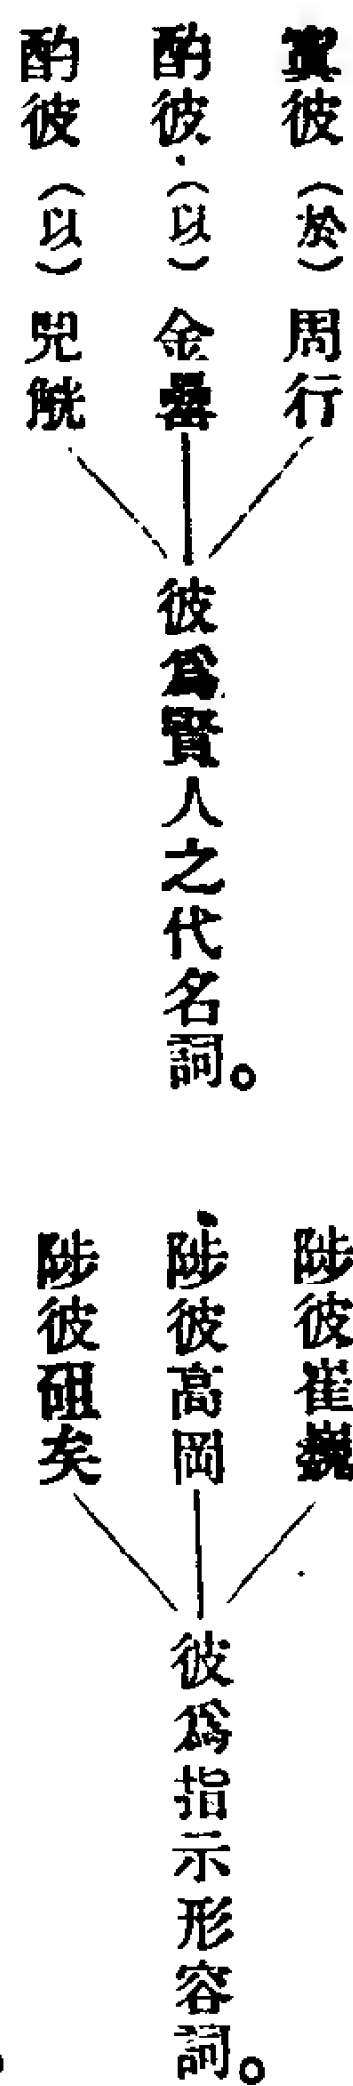 寘彼（於）周行
酌彼（以）金罍
酌彼（以）兕觥
彼爲賢人之代名詞。
陟彼崔巍
陟彼高岡
陟彼砠矣
彼爲指示形容詞。